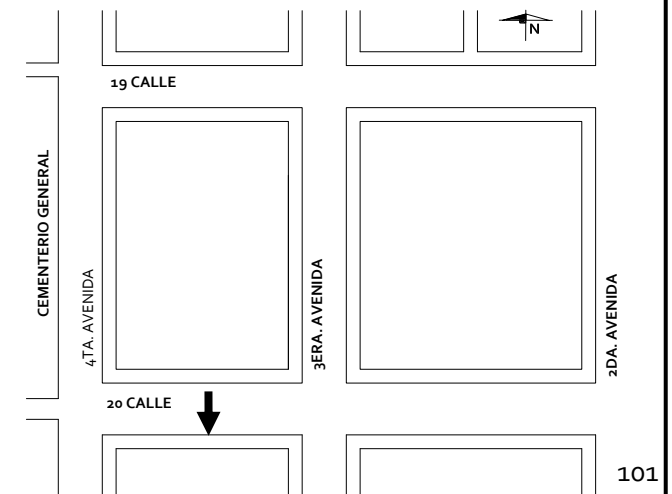 N
19 CALLE
CEMENTERIO GENERAL
4TA. AVENIDA
3ERA. AVENIDA
2DA. AVENIDA
20 CALLE
101